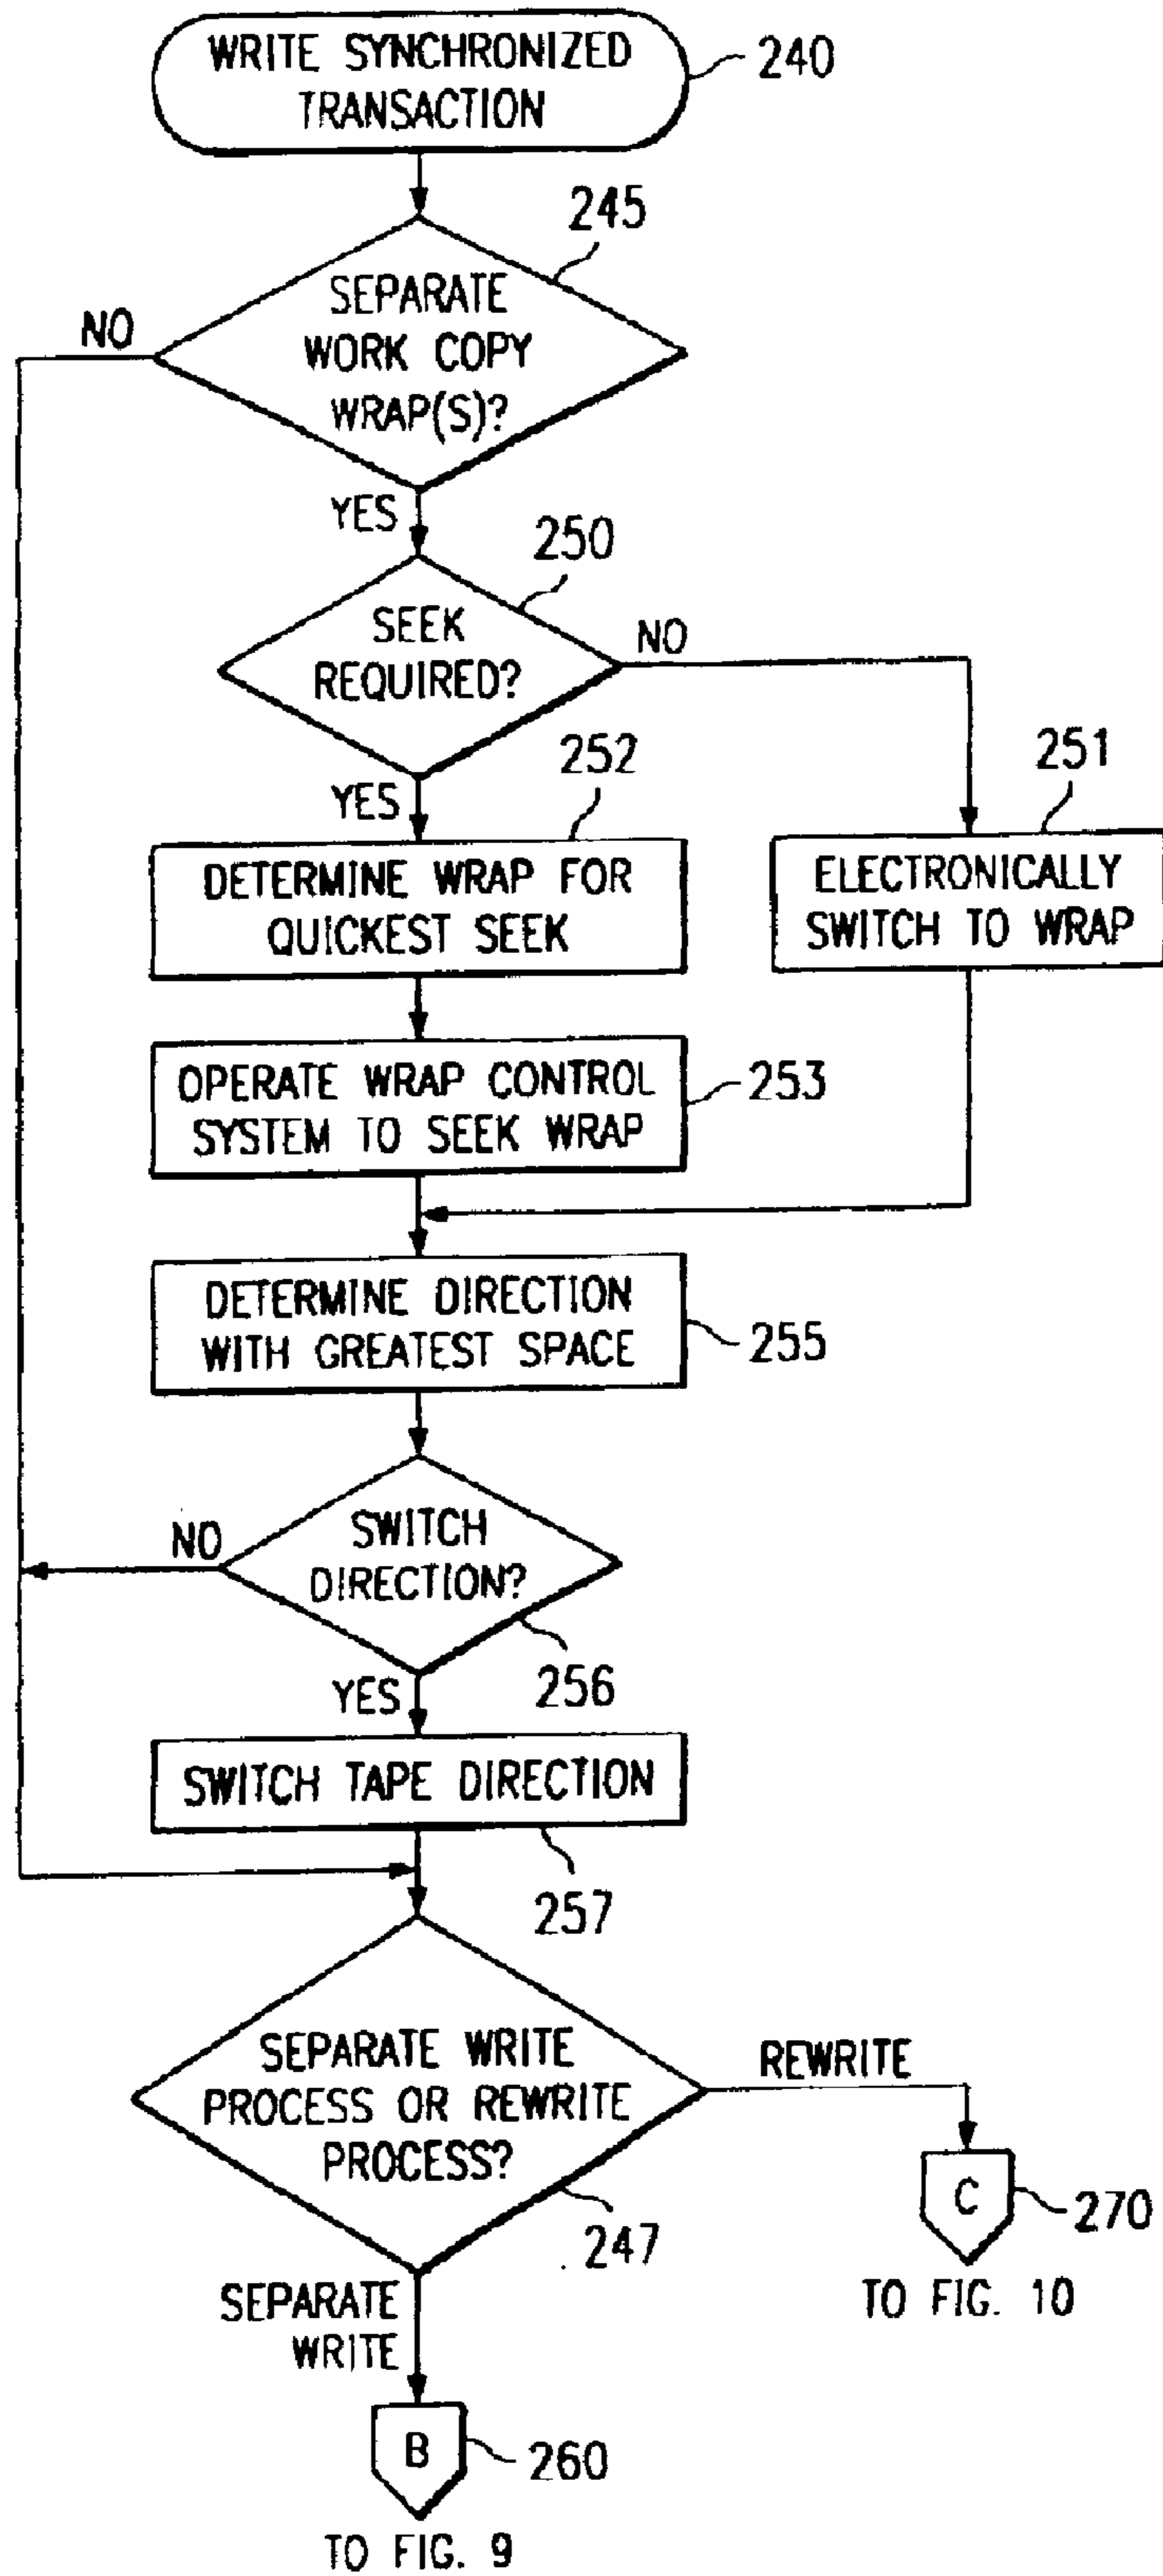 WRITE SYNCHRONIZED
TRANSACTION
240
245
SEPARATE
WORK COPY
WRAP(S)?
NO
YES
250
SEEK
REQUIRED?
NO
YES
252
251
DETERMINE WRAP FOR
QUICKEST SEEK
ELECTRONICALLY
SWITCH TO WRAP
OPERATE WRAP CONTROL
SYSTEM TO SEEK WRAP
253
DETERMINE DIRECTION
WITH GREATEST SPACE
255
SWITCH
DIRECTION?
NO
256
YES
SWITCH TAPE DIRECTION
257
SEPARATE WRITE
PROCESS OR REWRITE
PROCESS?
REWRITE
247
C
270
TO FIG. 10
SEPARATE
WRITE
B
260
TO FIG. 9